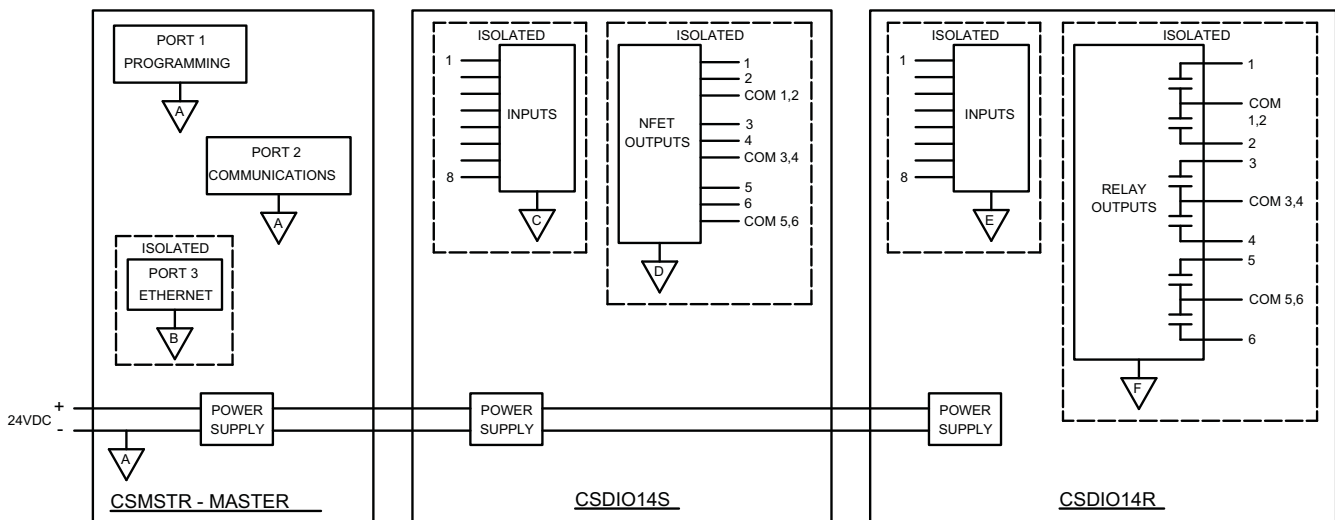 PORT 1
PROGRAMMING
A
PORT 2
COMMUNICATIONS
A
ISOLATED
PORT 3
ETHERNET
B
24VDC
+
-
POWER
SUPPLY
A
CSMSTR - MASTER
ISOLATED
1
INPUTS
8
C
ISOLATED
NFET
OUTPUTS
1
2
COM 1,2
3
4
COM 3,4
5
6
COM 5,6
D
POWER
SUPPLY
CSDIO14S
ISOLATED
1
INPUTS
8
E
ISOLATED
RELAY
OUTPUTS
1
COM
1,2
2
3
COM 3,4
4
5
COM 5,6
6
F
POWER
SUPPLY
CSDIO14R